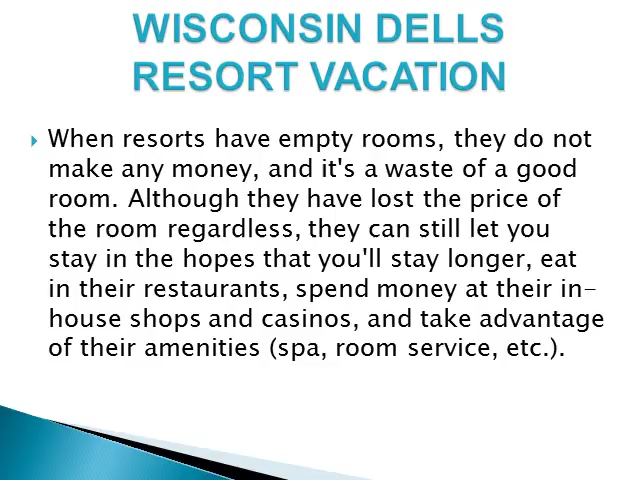 WISCONSIN DELLS
RESORT VACATION
When resorts have empty rooms, they do not
make any money, and it's a waste of a good
room. Although they have lost the price of
the room regardless, they can still let you
stay in the hopes that you'll stay longer, eat
in their restaurants, spend money at their in-
house shops and casinos, and take advantage
of their amenities (spa, room service, etc.).